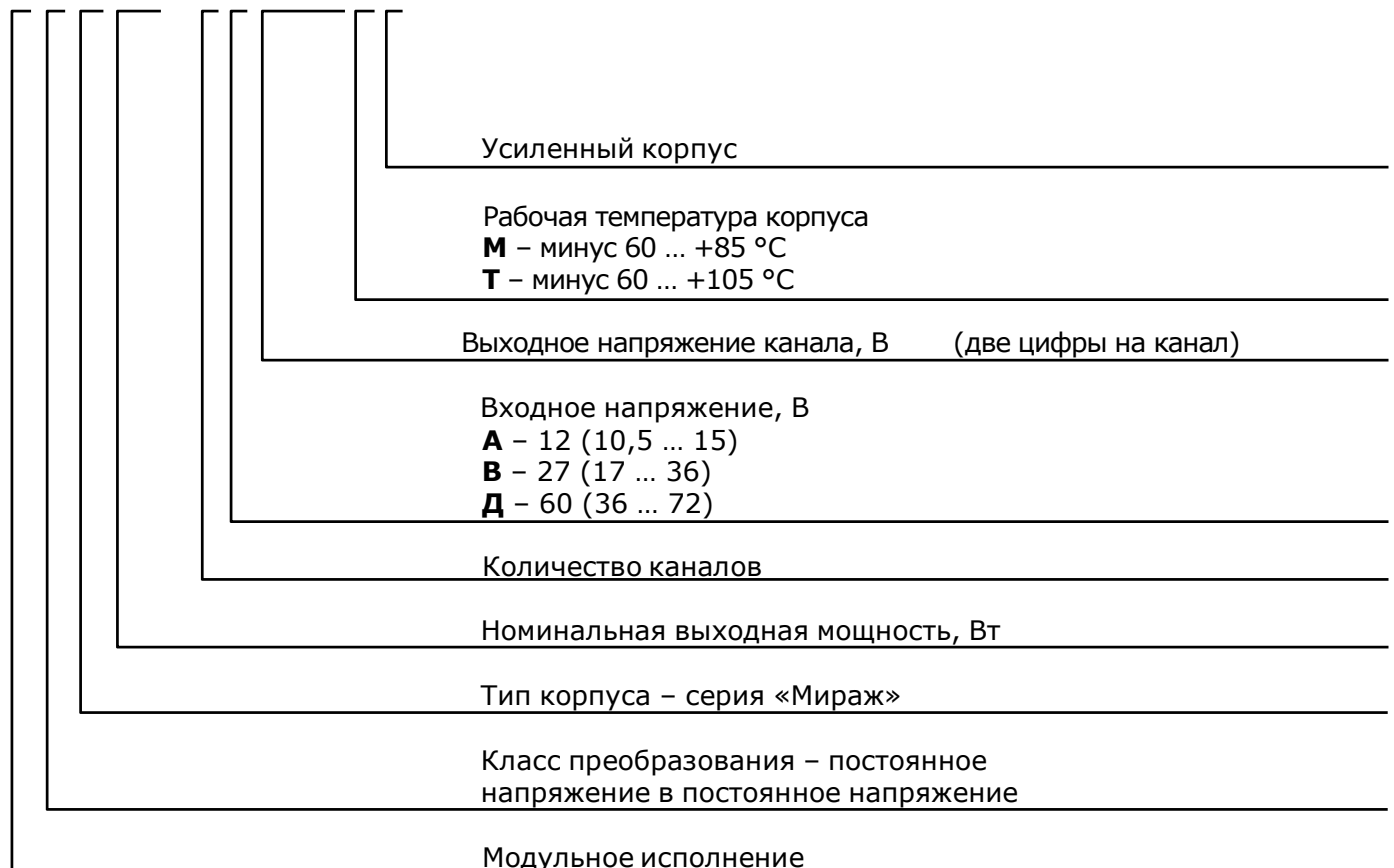 Усиленный корпус
Рабочая температура корпуса
М – минус 60 … +85 °С
Т – минус 60 … +105 °С
Выходное напряжение канала, В (две цифры на канал)
Входное напряжение, В
А – 12 (10,5 … 15)
В – 27 (17 … 36)
Д – 60 (36 … 72)
Количество каналов
Номинальная выходная мощность, Вт
Тип корпуса – серия «Мираж»
Класс преобразования – постоянное
напряжение в постоянное напряжение
Модульное исполнение